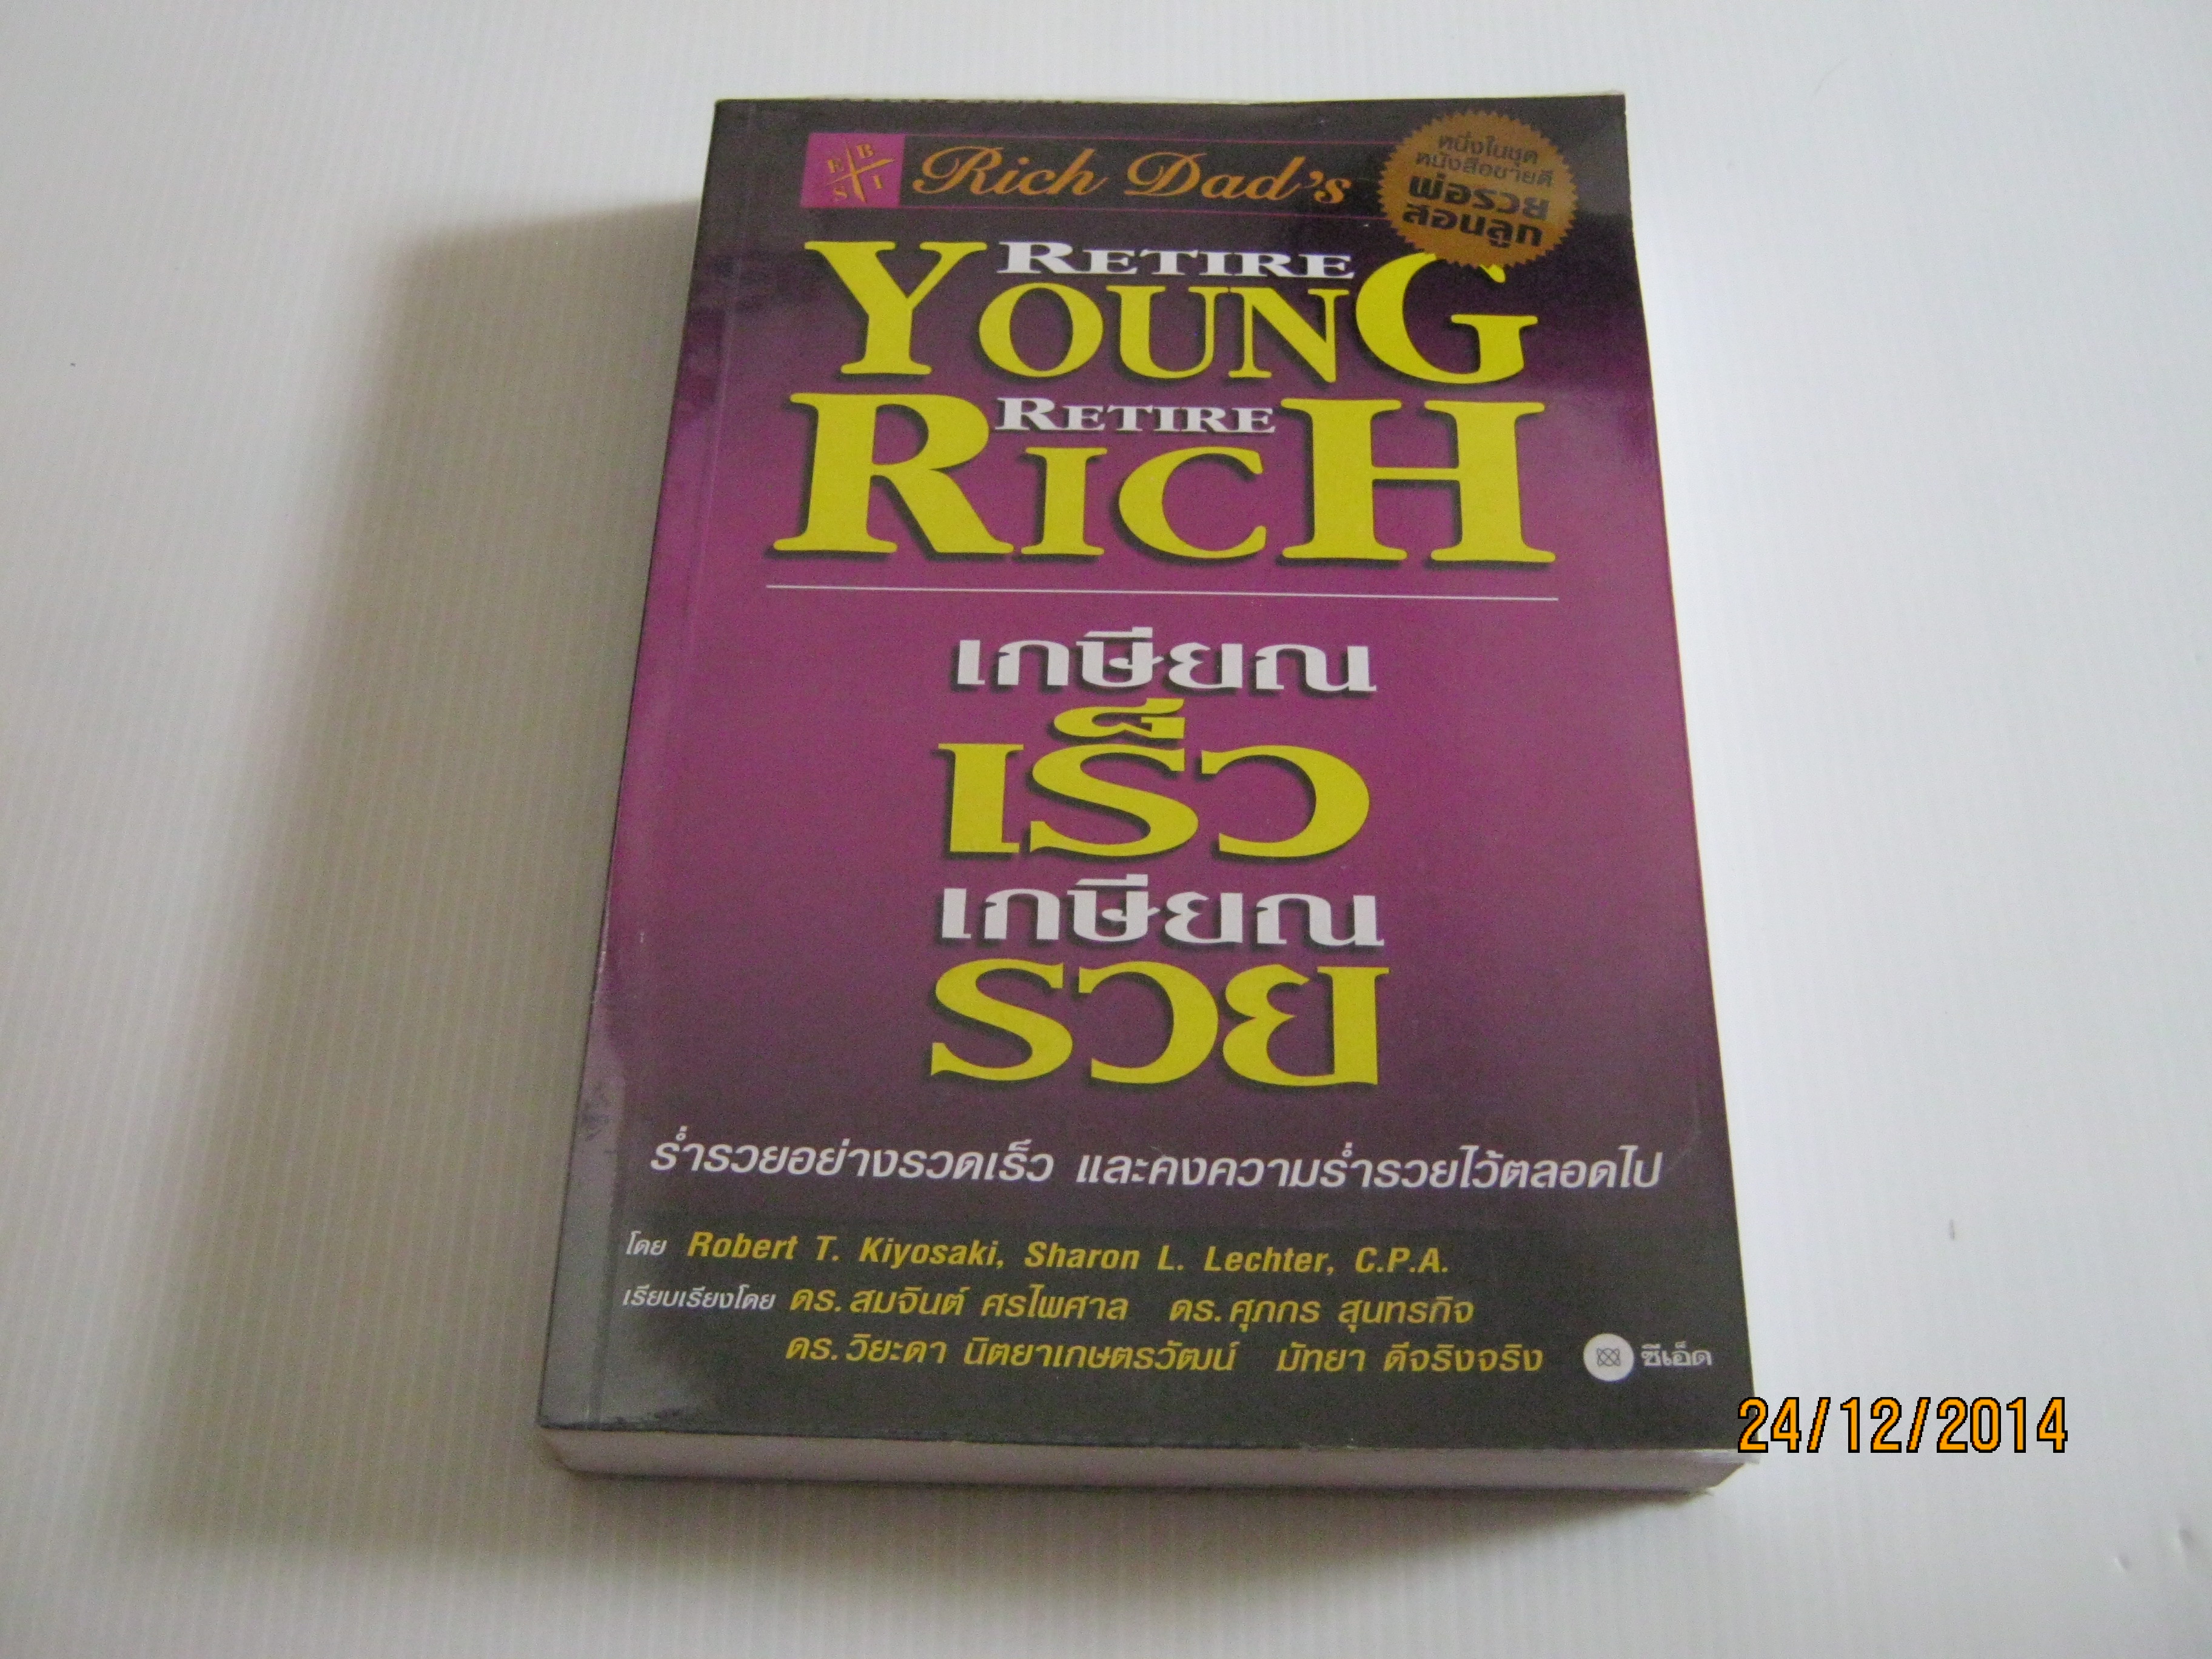 E B
S I
Rich Dad's
หนึ่งในชุด
หนังสือขายดี
พ่อรวย
สอนลูก
RETIRE
YOUNG
RETIRE
RICH
เกษียณ
เร็ว
เกษียณ
รวย
ร่ำรวยอย่างรวดเร็ว และคงความร่ำรวยไว้ตลอดไป
โดย Robert T. Kiyosaki, Sharon L. Lechter, C.P.A.
เรียบเรียงโดย ดร. สมจินต์ ศรไพศาล ดร. ศุภกร สุนทรกิจ
ดร. วิยะดา นิตยาเกษตรวัฒน์ มัทยา ดีจริงจริง
ซีเอ็ด
24/12/2014